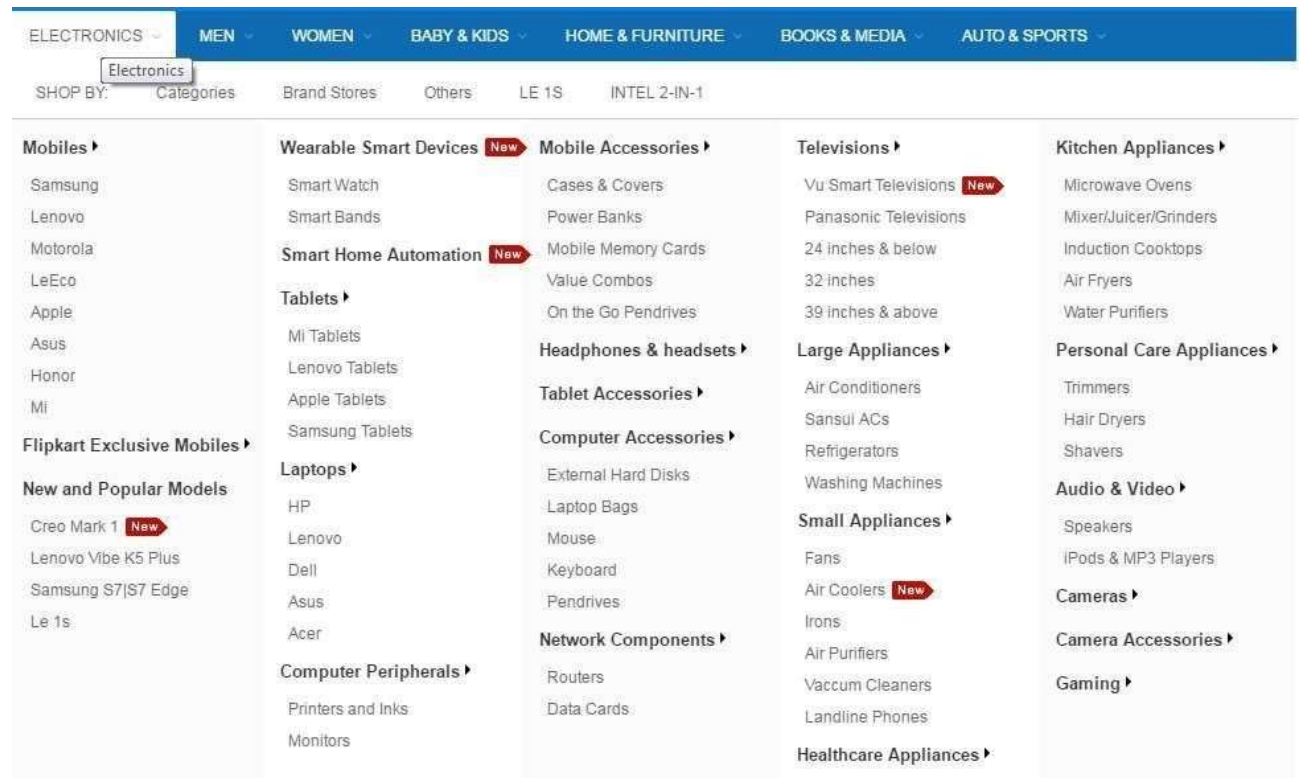 ELECTRONICS MEN WOMEN BABY & KIDS HOME & FURNITURE BOOKS & MEDIA AUTO & SPORTS
Electronics
SHOP BY: Categories Brand Stores Others LE 1S INTEL 2-IN-1
Mobiles
Samsung
Lenovo
Motorola
LeEco
Apple
Asus
Honor
Mi
Flipkart Exclusive Mobiles
New and Popular Models
Creo Mark 1 New
Lenovo Vibe K5 Plus
Samsung S7|S7 Edge
Le 1s
Wearable Smart Devices New
Smart Watch
Smart Bands
Smart Home Automation New
Tablets
Mi Tablets
Lenovo Tablets
Apple Tablets
Samsung Tablets
Laptops
HP
Lenovo
Dell
Asus
Acer
Computer Peripherals
Printers and Inks
Monitors
Mobile Accessories
Cases & Covers
Power Banks
Mobile Memory Cards
Value Combos
On the Go Pendrives
Headphones & headsets
Tablet Accessories
Computer Accessories
External Hard Disks
Laptop Bags
Mouse
Keyboard
Pendrives
Network Components
Routers
Data Cards
Televisions
Vu Smart Televisions New
Panasonic Televisions
24 inches & below
32 inches
39 inches & above
Large Appliances
Air Conditioners
Sansui ACs
Refrigerators
Washing Machines
Small Appliances
Fans
Air Coolers New
Irons
Air Purifiers
Vaccum Cleaners
Landline Phones
Healthcare Appliances
Kitchen Appliances
Microwave Ovens
Mixer/Juicer/Grinders
Induction Cooktops
Air Fryers
Water Purifiers
Personal Care Appliances
Trimmers
Hair Dryers
Shavers
Audio & Video
Speakers
iPods & MP3 Players
Cameras
Camera Accessories
Gaming